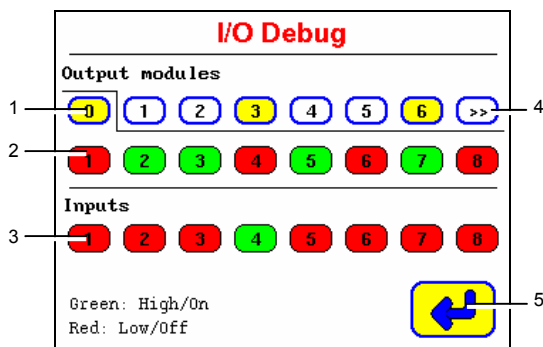 I/O Debug
Output modules
1 0 1 2 3 4 5 6 >> 4
2 1 2 3 4 5 6 7 8
Inputs
3 1 2 3 4 5 6 7 8
Green: High/On
Red: Low/Off
5